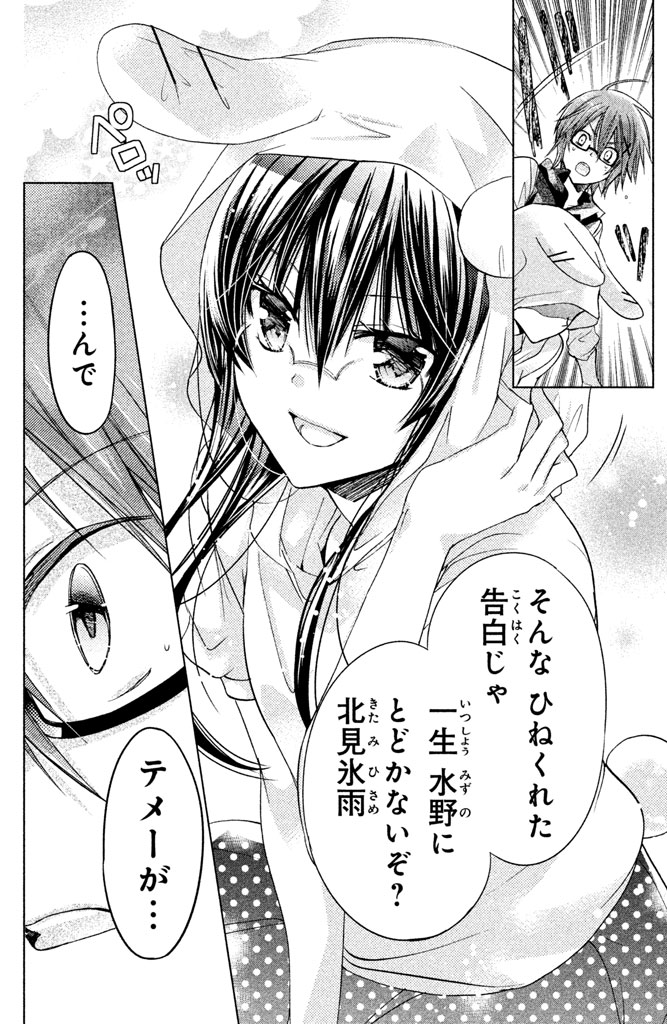 ペロッ
そんな ひねくれた
告白じゃ
一生 水野に
とどかないぞ？
北見氷雨
…んで
テメーが…